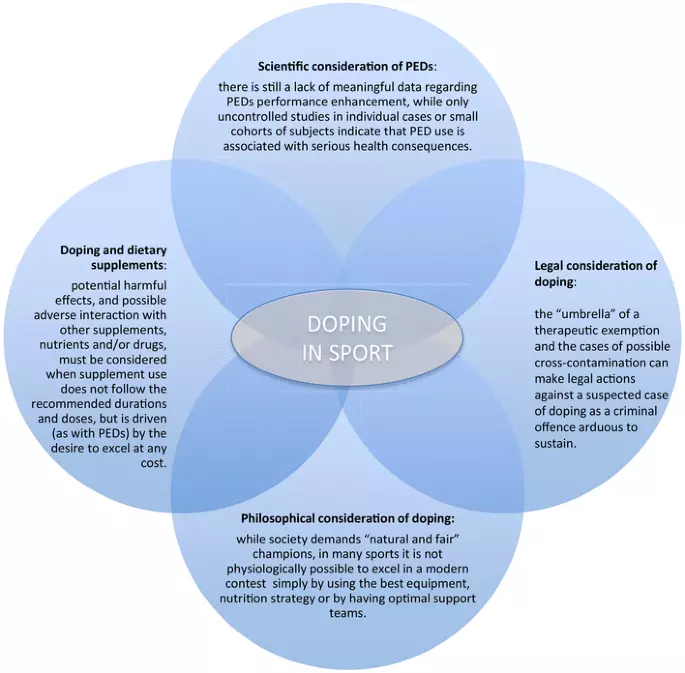 Scientific consideration of PEDs:
there is still a lack of meaningful data regarding
PEDs performance enhancement, while only
uncontrolled studies in individual cases or small
cohorts of subjects indicate that PED use is
associated with serious health consequences.
Doping and dietary
supplements:
potential harmful
effects, and possible
adverse interaction with
other supplements,
nutrients and/or drugs,
must be considered
when supplement use
does not follow the
recommended durations
and doses, but is driven
(as with PEDs) by the
desire to excel at any
cost.
DOPING
IN SPORT
Legal consideration of
doping:
the “umbrella” of a
therapeutic exemption
and the cases of possible
cross-contamination can
make legal actions
against a suspected case
of doping as a criminal
offence arduous to
sustain.
Philosophical consideration of doping:
while society demands “natural and fair”
champions, in many sports it is not
physiologically possible to excel in a modern
contest simply by using the best equipment,
nutrition strategy or by having optimal support
teams.